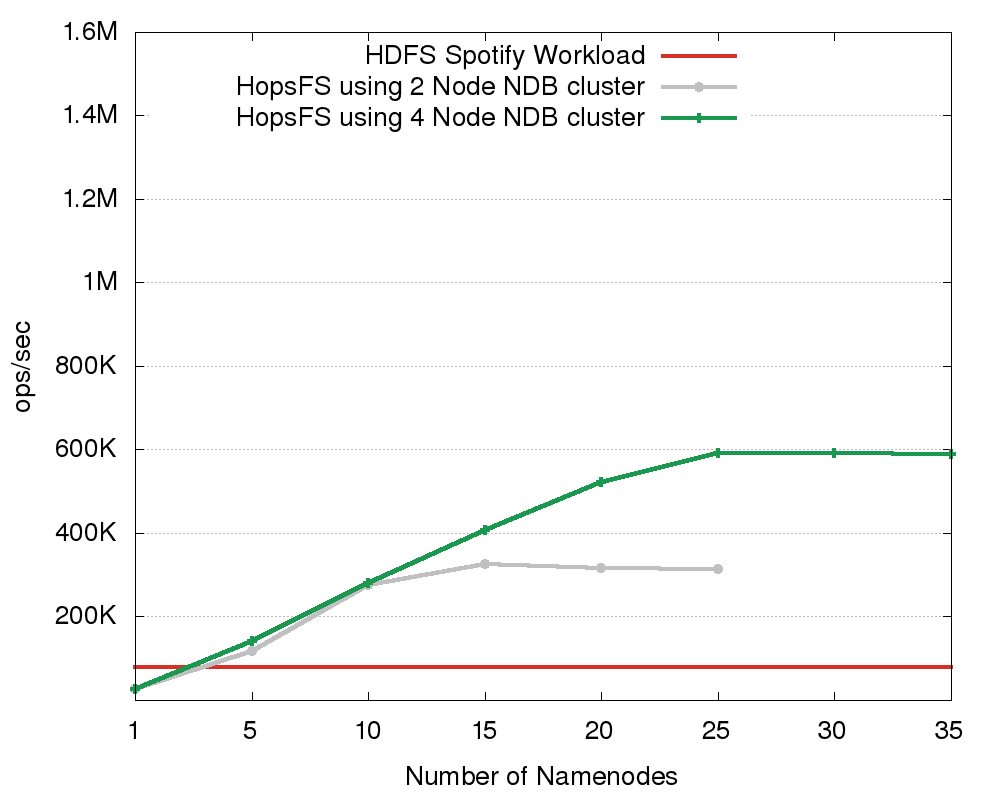 1.6M
HDFS Spotify Workload
HopsFS using 2 Node NDB cluster
HopsFS using 4 Node NDB cluster
1.4M
1.2M
1M
800K
600K
400K
200K
ops/sec
1 5 10 15 20 25 30 35
Number of Namenodes